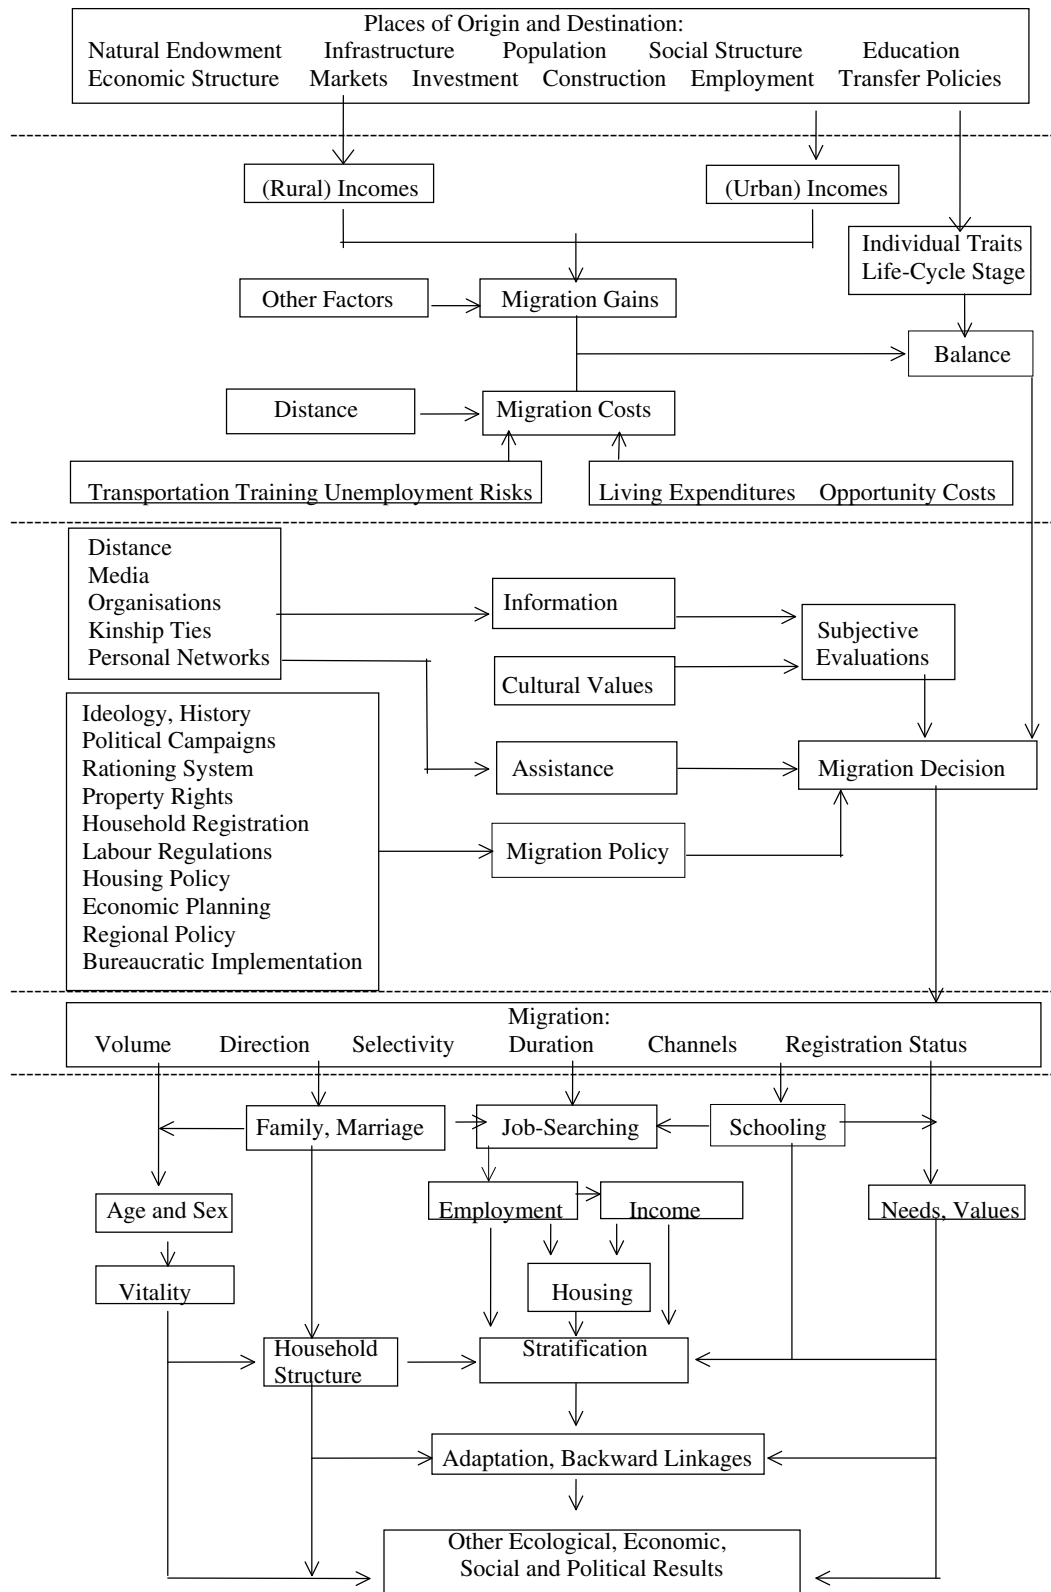 Places of Origin and Destination:
Natural Endowment Infrastructure Population Social Structure Education
Economic Structure Markets Investment Construction Employment Transfer Policies
(Rural) Incomes
(Urban) Incomes
Individual Traits
Life-Cycle Stage
Other Factors
Migration Gains
Balance
Distance
Migration Costs
Transportation Training Unemployment Risks
Living Expenditures Opportunity Costs
Distance
Media
Organisations
Kinship Ties
Personal Networks
Information
Subjective
Evaluations
Cultural Values
Ideology, History
Political Campaigns
Rationing System
Property Rights
Household Registration
Labour Regulations
Housing Policy
Economic Planning
Regional Policy
Bureaucratic Implementation
Assistance
Migration Decision
Migration Policy
Migration:
Volume Direction Selectivity Duration Channels Registration Status
Family, Marriage
Job-Searching
Schooling
Age and Sex
Employment
Income
Needs, Values
Vitality
Housing
Household
Structure
Stratification
Adaptation, Backward Linkages
Other Ecological, Economic,
Social and Political Results